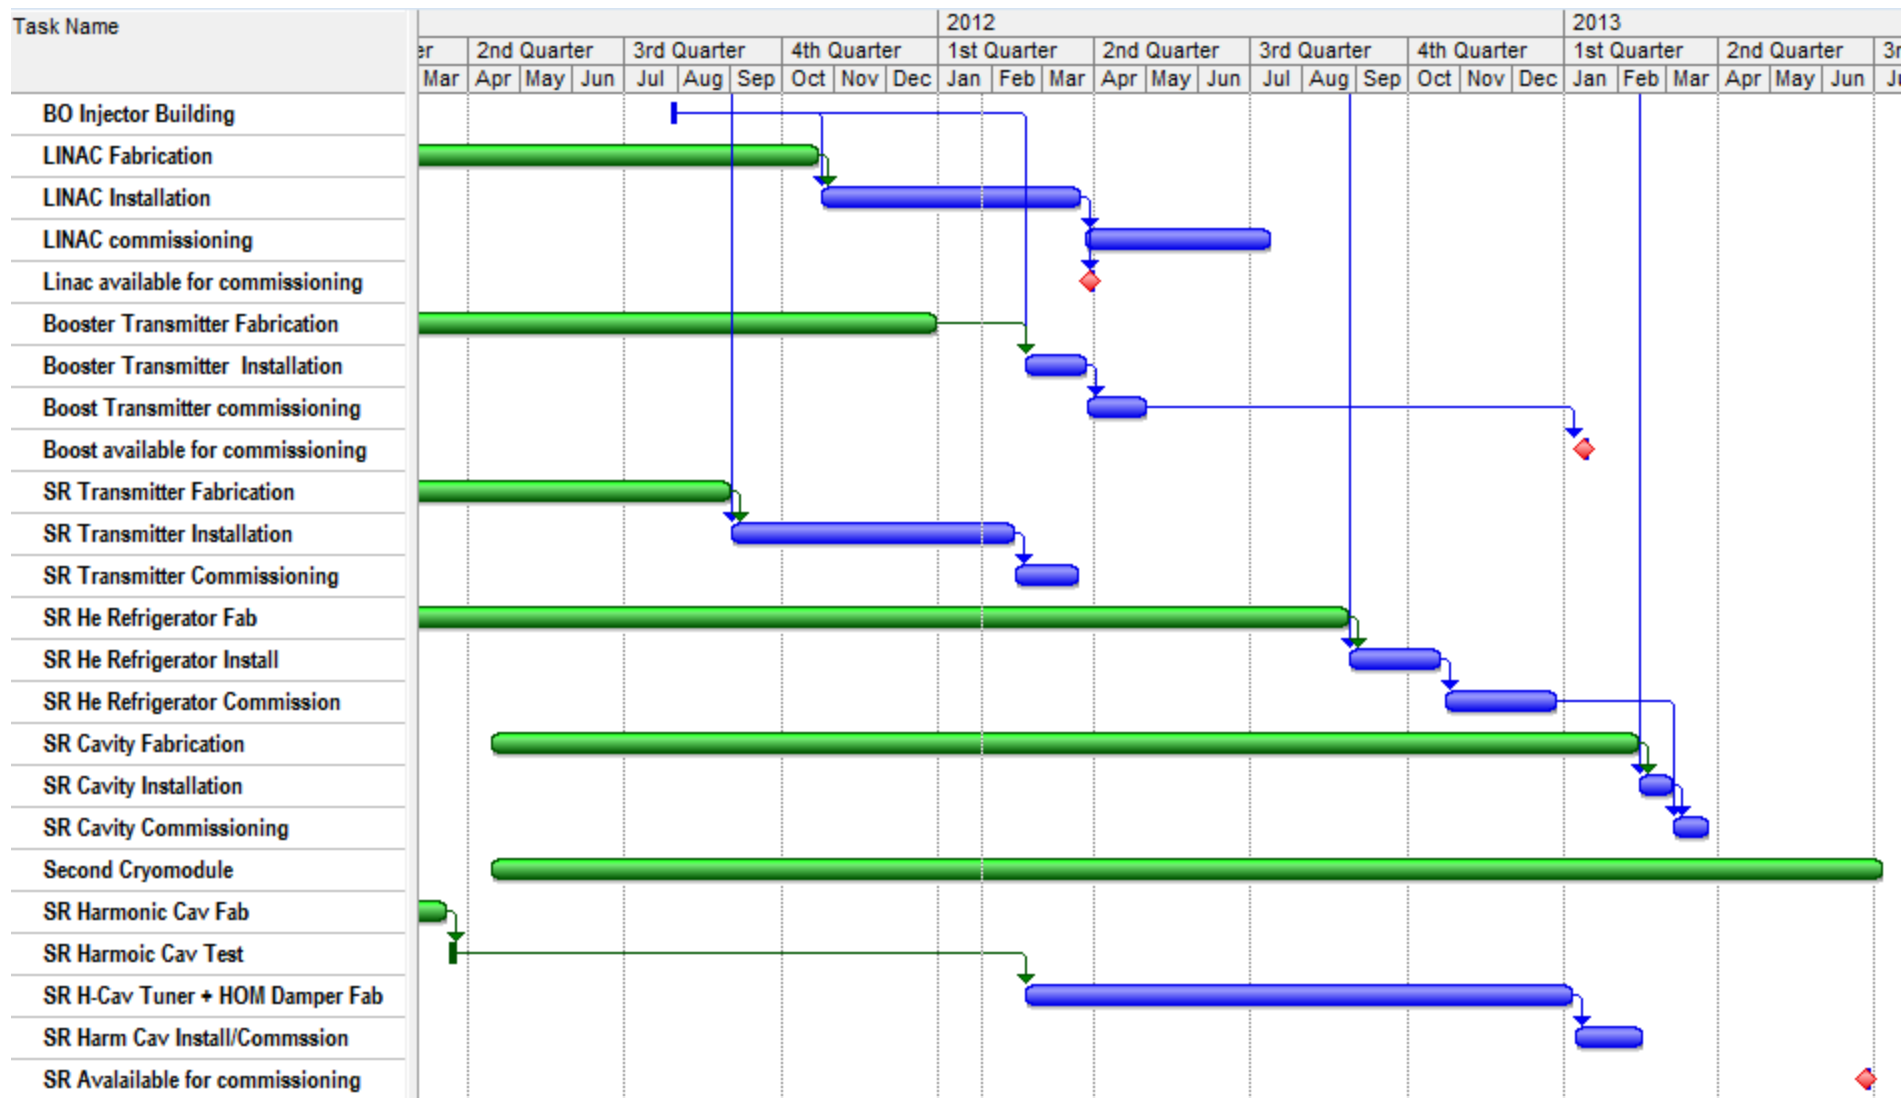 Task Name
2012 2013
er 2nd Quarter 3rd Quarter 4th Quarter 1st Quarter 2nd Quarter 3rd Quarter 4th Quarter 1st Quarter 2nd Quarter 3r
Mar Apr May Jun Jul Aug Sep Oct Nov Dec Jan Feb Mar Apr May Jun Jul Aug Sep Oct Nov Dec Jan Feb Mar Apr May Jun Ju
BO Injector Building
LINAC Fabrication
LINAC Installation
LINAC commissioning
Linac available for commissioning
Booster Transmitter Fabrication
Booster Transmitter Installation
Boost Transmitter commissioning
Boost available for commissioning
SR Transmitter Fabrication
SR Transmitter Installation
SR Transmitter Commissioning
SR He Refrigerator Fab
SR He Refrigerator Install
SR He Refrigerator Commission
SR Cavity Fabrication
SR Cavity Installation
SR Cavity Commissioning
Second Cryomodule
SR Harmonic Cav Fab
SR Harmoic Cav Test
SR H-Cav Tuner + HOM Damper Fab
SR Harm Cav Install/Commssion
SR Avalailable for commissioning